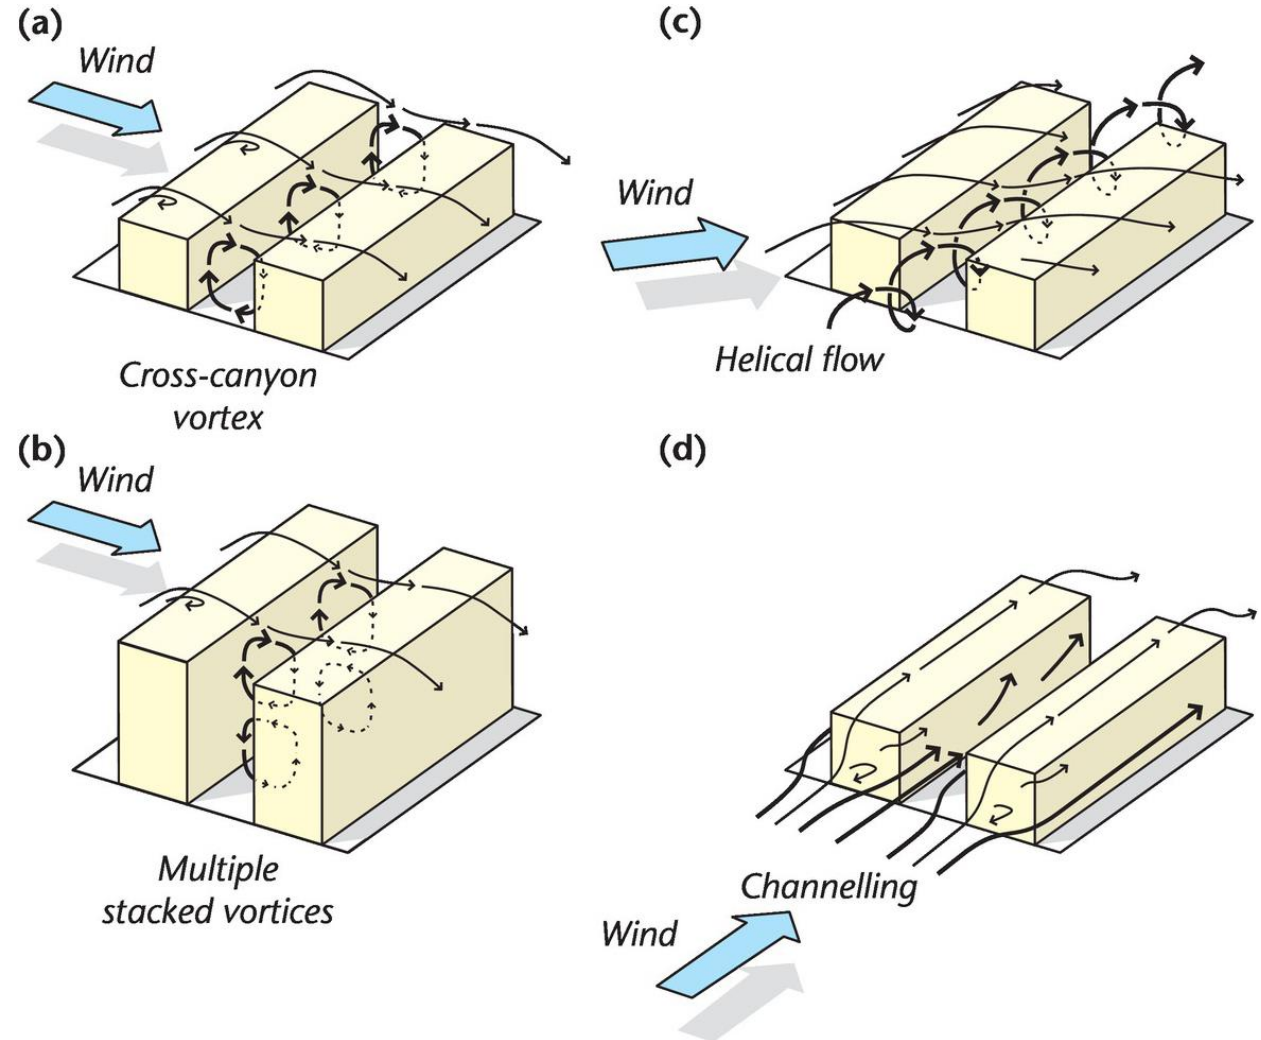 (a)
Wind
Cross-canyon
vortex
(b)
Wind
Multiple
stacked vortices
(c)
Wind
Helical flow
(d)
Channelling
Wind